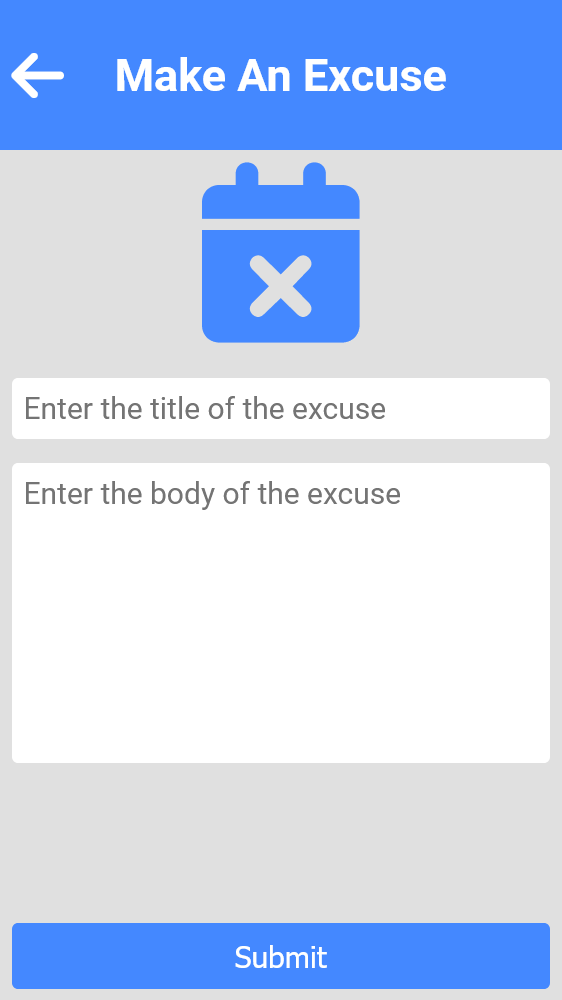 Make An Excuse
Enter the title of the excuse
Enter the body of the excuse
Submit